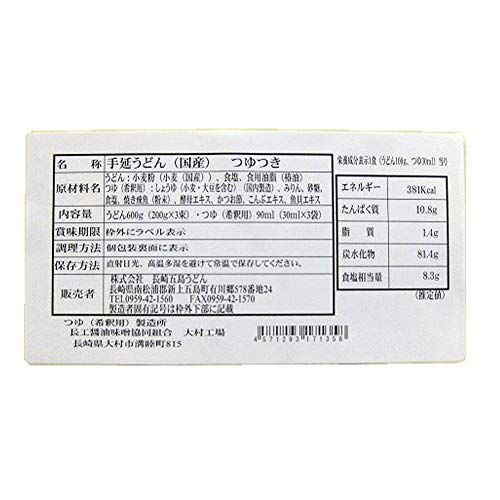 名称 手延うどん（国産） つゆつき
原材料名 うどん：小麦粉（小麦（国産））、食塩、食用油脂（椿油）
つゆ（希釈用）：しょうゆ（小麦・大豆を含む）（国内製造）、みりん、砂糖、
食塩、焼き焼魚（粉末）、酵母エキス、かつお節、こんぶエキス、魚貝エキス
内容量 うどん600g（200g×3束）・つゆ（希釈用）90ml（30ml×3袋）
賞味期限 枠外にラベル表示
調理方法 個包装裏面に表示
保存方法 直射日光、高温多湿を避けて常温で保存してください。
販売者 株式会社 長崎五島うどん
長崎県南松浦郡新上五島町有川郷578番地24
TEL0959-42-1560 FAX0959-42-1570
製造者固有記号は枠外下部に記載
つゆ（希釈用）製造所
長工醤油味噌協同組合 大村工場
長崎県大村市溝陸町815
4571293171358
栄養成分表示1食（うどん100g、つゆ30ml）当り
エネルギー 381Kcal
たんぱく質 10.8g
脂質 1.4g
炭水化物 81.4g
食塩相当量 8.3g
（推定値）